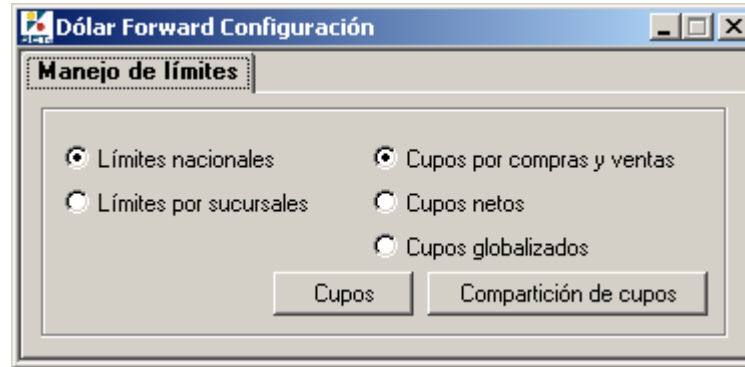 Dólar Forward Configuración
Manejo de límites
Límites nacionales
Cupos por compras y ventas
Límites por sucursales
Cupos netos
Cupos globalizados
Cupos
Compartición de cupos